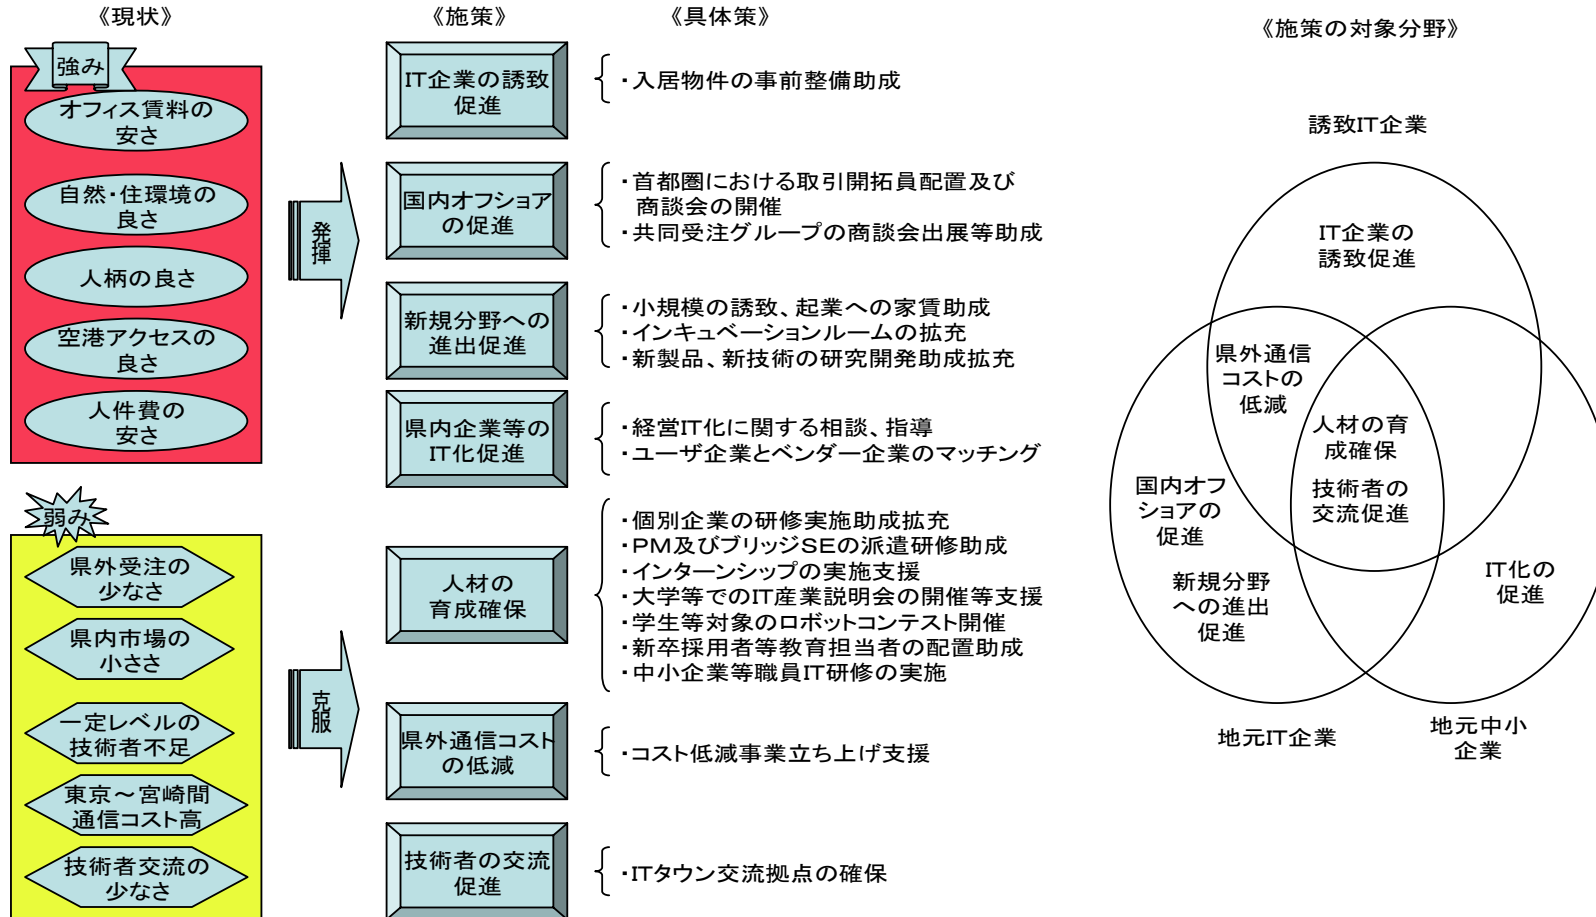 《現状》
《施策》
《具体策》
《施策の対象分野》
強み
オフィス賃料の
安さ
自然・住環境の
良さ
人柄の良さ
空港アクセスの
良さ
人件費の
安さ
弱み
県外受注の
少なさ
県内市場の
小ささ
一定レベルの
技術者不足
東京～宮崎間
通信コスト高
技術者交流の
少なさ
発揮
克服
IT企業の誘致
促進
・入居物件の事前整備助成
国内オフショア
の促進
・首都圏における取引開拓員配置及び
商談会の開催
・共同受注グループの商談会出展等助成
新規分野への
進出促進
・小規模の誘致、起業への家賃助成
・インキュベーションルームの拡充
・新製品、新技術の研究開発助成拡充
県内企業等の
IT化促進
・経営IT化に関する相談、指導
・ユーザ企業とベンダー企業のマッチング
人材の
育成確保
・個別企業の研修実施助成拡充
・PM及びブリッジSEの派遣研修助成
・インターンシップの実施支援
・大学等でのIT産業説明会の開催等支援
・学生等対象のロボットコンテスト開催
・新卒採用者等教育担当者の配置助成
・中小企業等職員IT研修の実施
県外通信コスト
の低減
・コスト低減事業立ち上げ支援
技術者の交流
促進
・ITタウン交流拠点の確保
誘致IT企業
IT企業の
誘致促進
県外通信
コストの
低減
人材の育
成確保
技術者の
交流促進
国内オフ
ショアの
促進
新規分野
への進出
促進
IT化の
促進
地元IT企業
地元中小
企業